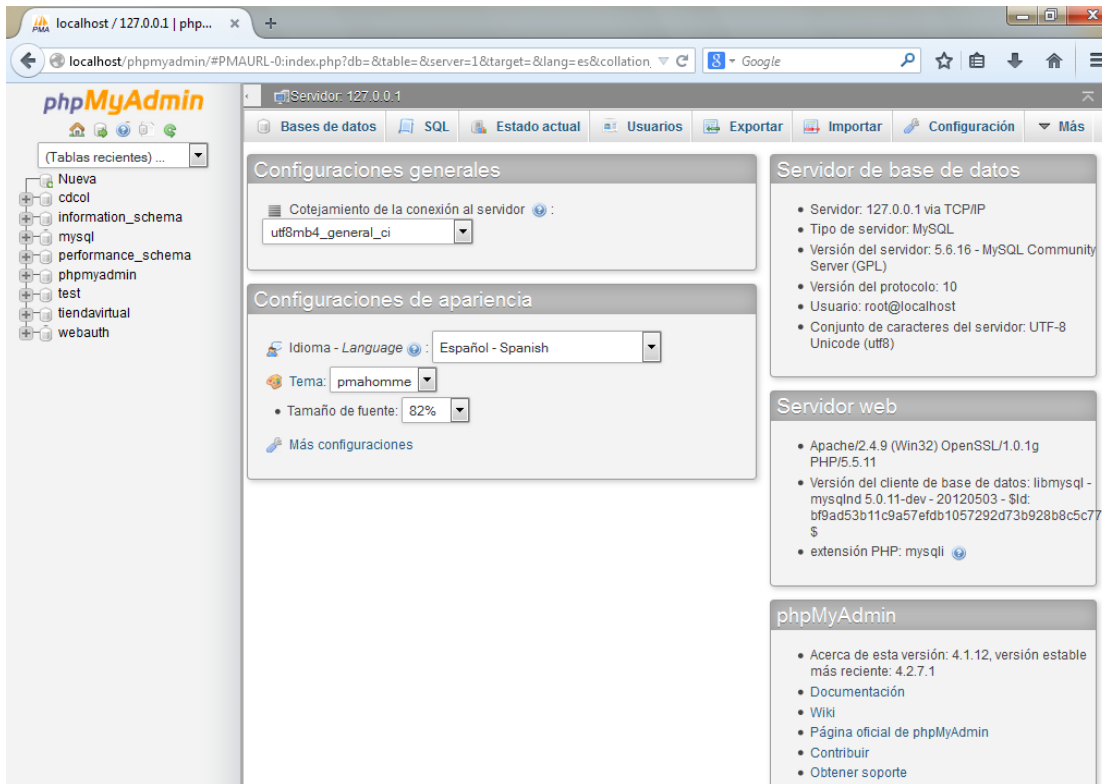 localhost / 127.0.0.1 | php...
localhost/phpmyadmin/#PMAURL-0:index.php?db=&table=&server=1&target=&lang=es&collation_
Google
phpMyAdmin
(Tablas recientes) ...
Nueva
cdcol
information_schema
mysql
performance_schema
phpmyadmin
test
tiendavirtual
webauth
Servidor: 127.0.0.1
Bases de datos SQL Estado actual Usuarios Exportar Importar Configuración Más
Configuraciones generales
Cotejamiento de la conexión al servidor :
utf8mb4_general_ci
Configuraciones de apariencia
Idioma - Language : Español - Spanish
Tema: pmahomme
Tamaño de fuente: 82%
Más configuraciones
Servidor de base de datos
Servidor: 127.0.0.1 via TCP/IP
Tipo de servidor: MySQL
Versión del servidor: 5.6.16 - MySQL Community
Server (GPL)
Versión del protocolo: 10
Usuario: root@localhost
Conjunto de caracteres del servidor: UTF-8
Unicode (utf8)
Servidor web
Apache/2.4.9 (Win32) OpenSSL/1.0.1g
PHP/5.5.11
Versión del cliente de base de datos: libmysql -
mysqlnd 5.0.11-dev - 20120503 - $Id:
bf9ad53b11c9a57efdb1057292d73b928b8c5c77
$
extensión PHP: mysqli
phpMyAdmin
Acerca de esta versión: 4.1.12, versión estable
más reciente: 4.2.7.1
Documentación
Wiki
Página oficial de phpMyAdmin
Contribuir
Obtener soporte